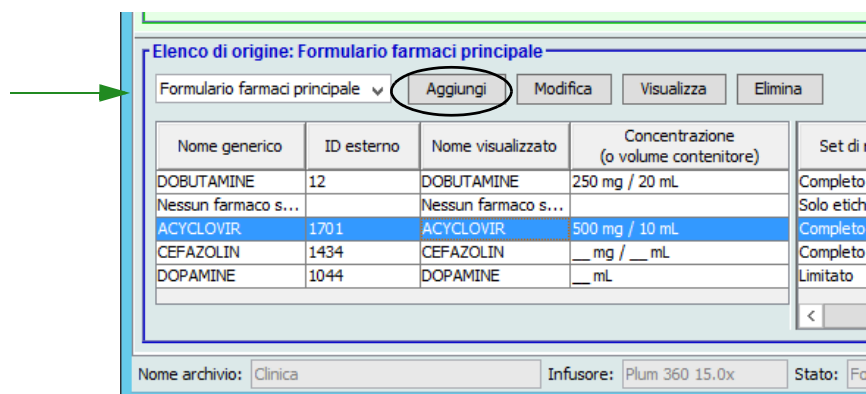 Elenco di origine: Formulario farmaci principale
Formulario farmaci principale Aggiungi Modifica Visualizza Elimina
Nome generico ID esterno Nome visualizzato Concentrazione (o volume contenitore) Set di
DOBUTAMINE 12 DOBUTAMINE 250 mg / 20 mL Completo
Nessun farmaco s... Nessun farmaco s... Solo etich
ACYCLOVIR 1701 ACYCLOVIR 500 mg / 10 mL Completo
CEFAZOLIN 1434 CEFAZOLIN __ mg / __ mL Completo
DOPAMINE 1044 DOPAMINE __ mL Limitato
Nome archivio: Clinica Infusore: Plum 360 15.0x Stato: Fo